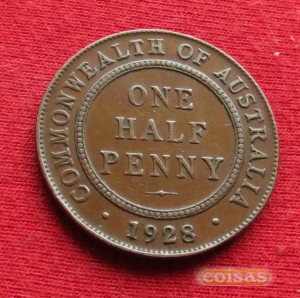 COMMONWEALTH OF AUSTRALIA
ONE
HALF
PENNY
· 1928 ·
coisas